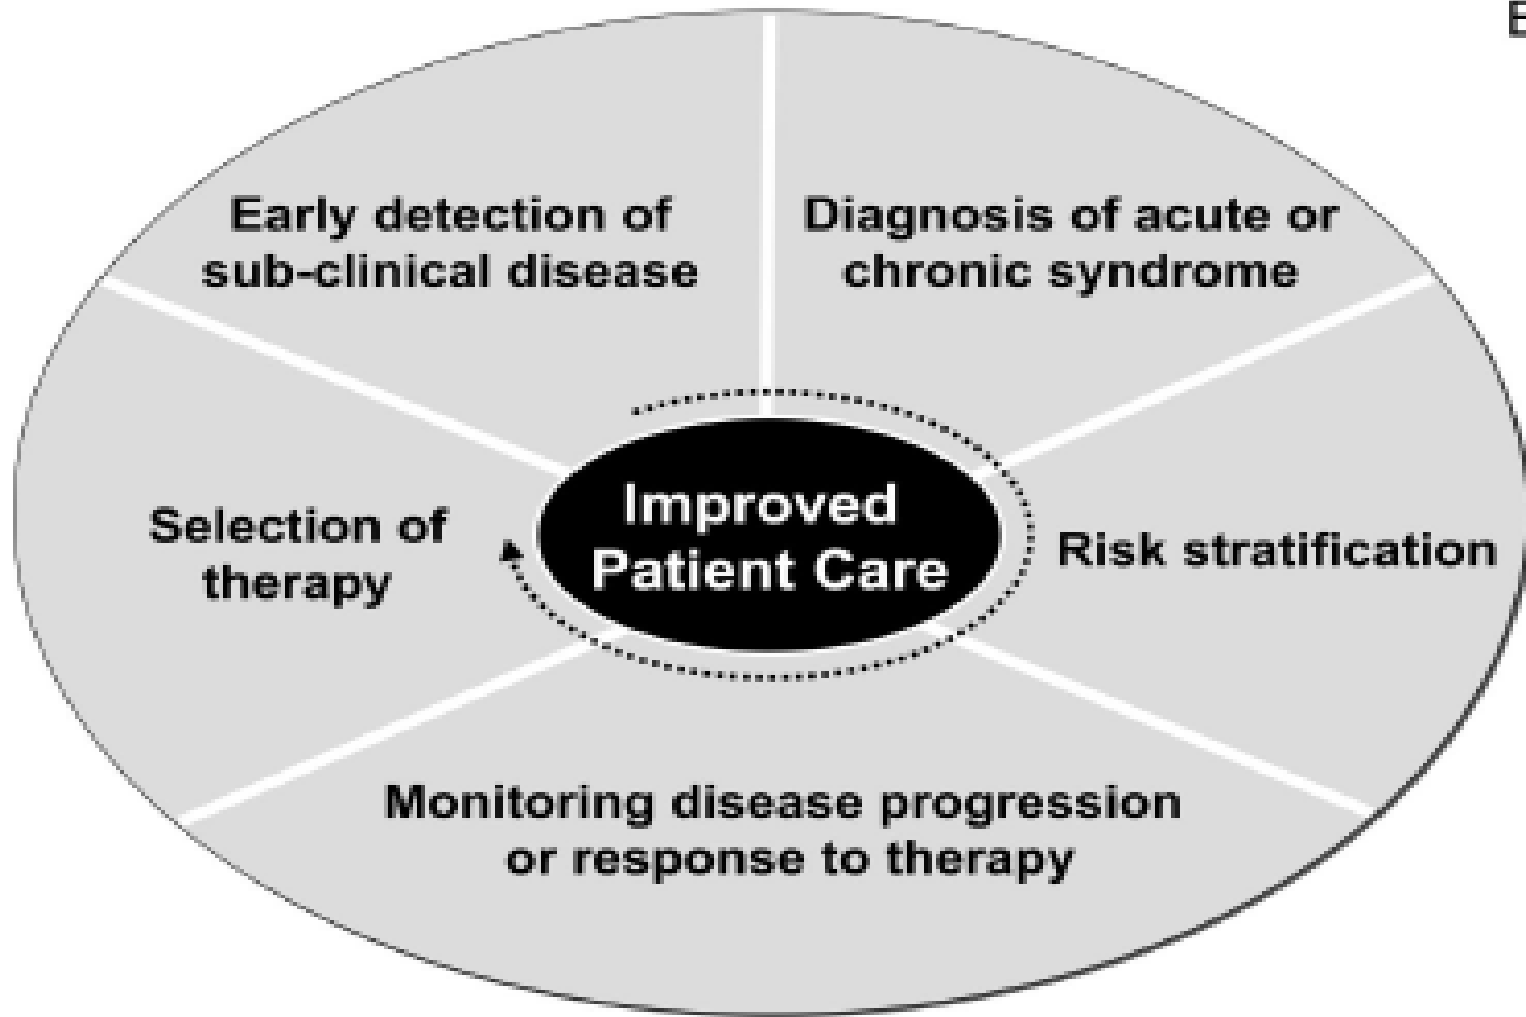 Early detection of
sub-clinical disease
Diagnosis of acute or
chronic syndrome
Improved
Patient Care
Selection of
therapy
Risk stratification
Monitoring disease progression
or response to therapy